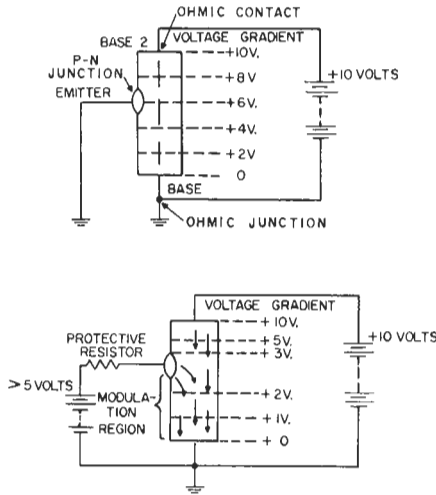 OHMIC CONTACT
BASE 2
VOLTAGE GRADIENT
+10V.
P-N
JUNCTION
+8V
+10 VOLTS
EMITTER
+6V.
+4V.
+2V
0
BASE
OHMIC JUNCTION
VOLTAGE GRADIENT
+ 10V.
PROTECTIVE
RESISTOR
+5V.
+3V.
+10 VOLTS
> 5 VOLTS
MODULA-
TION
REGION
+2V.
+1V.
+ 0